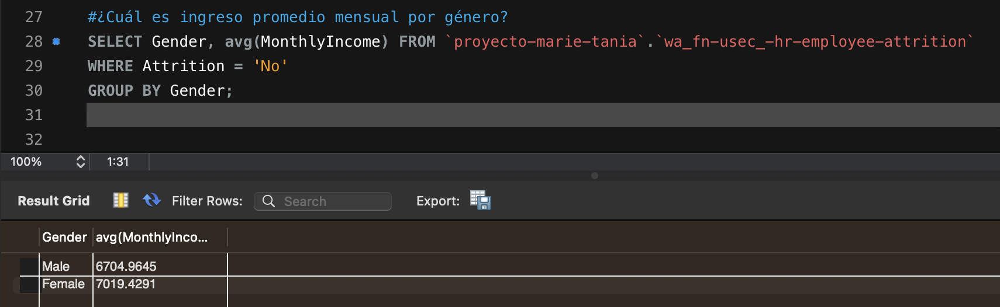 27 #¿Cuál es ingreso promedio mensual por género?
28 SELECT Gender, avg(MonthlyIncome) FROM `proyecto-marie-tania`.`wa_fn-usec_-hr-employee-attrition`
29 WHERE Attrition = 'No'
30 GROUP BY Gender;
31
32
100% 1:31
Result Grid Filter Rows: Search Export:
Gender avg(MonthlyInco...
Male 6704.9645
Female 7019.4291